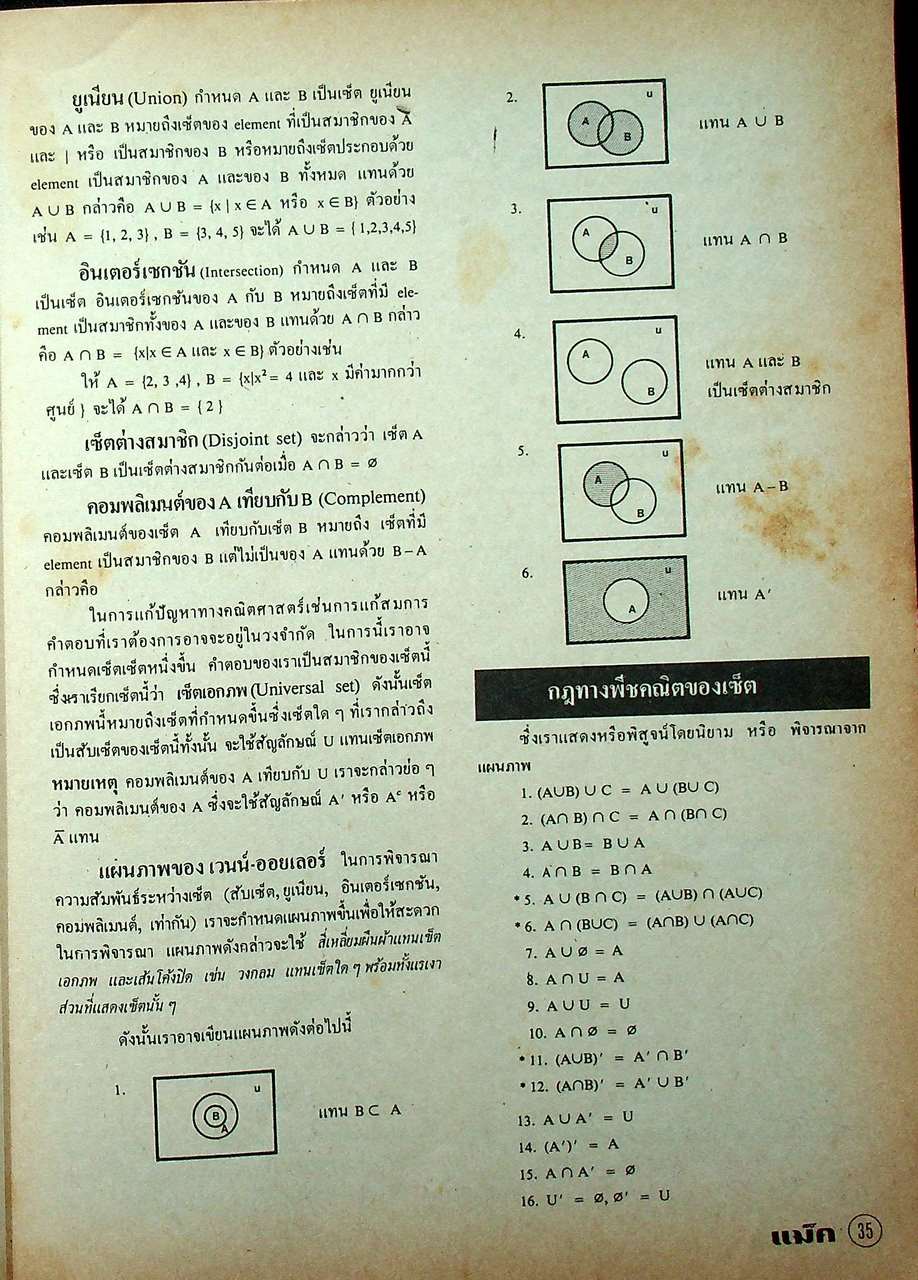 ยูเนียน (Union) กำหนด A และ B เป็นเซ็ต ยูเนียน
ของ A และ B หมายถึงเซ็ตของ element ที่เป็นสมาชิกของ A
และ | หรือ เป็นสมาชิกของ B หรือหมายถึงเซ็ตประกอบด้วย
element เป็นสมาชิกของ A และของ B ทั้งหมด แทนด้วย
A ∪ B กล่าวคือ A ∪ B = {x | x ∈ A หรือ x ∈ B} ตัวอย่าง
เช่น A = {1, 2, 3} , B = {3, 4, 5} จะได้ A ∪ B = { 1,2,3,4,5}
อินเตอร์เซกชัน (Intersection) กำหนด A และ B
เป็นเซ็ต อินเตอร์เซกชันของ A กับ B หมายถึงเซ็ตที่มี ele-
ment เป็นสมาชิกทั้งของ A และของ B แทนด้วย A ∩ B กล่าว
คือ A ∩ B = {x|x ∈ A และ x ∈ B} ตัวอย่างเช่น
ให้ A = {2, 3 ,4} , B = {x|x² = 4 และ x มีค่ามากกว่า
ศูนย์ } จะได้ A ∩ B = { 2 }
เซ็ตต่างสมาชิก (Disjoint set) จะกล่าวว่า เซ็ต A
และเซ็ต B เป็นเซ็ตต่างสมาชิกกันต่อเมื่อ A ∩ B = ∅
คอมพลิเมนต์ของ A เทียบกับ B (Complement)
คอมพลิเมนต์ของเซ็ต A เทียบกับเซ็ต B หมายถึง เซ็ตที่มี
element เป็นสมาชิกของ B แต่ไม่เป็นของ A แทนด้วย B – A
กล่าวคือ
ในการแก้ปัญหาทางคณิตศาสตร์เช่นการแก้สมการ
คำตอบที่เราต้องการอาจจะอยู่ในวงจำกัด ในการนี้เราอาจ
กำหนดเซ็ตเซ็ตหนึ่งขึ้น คำตอบของเราเป็นสมาชิกของเซ็ตนี้
ซึ่งเราเรียกเซ็ตนี้ว่า เซ็ตเอกภพ (Universal set) ดังนั้นเซ็ต
เอกภพนี้หมายถึงเซ็ตที่กำหนดขึ้นซึ่งเซ็ตใด ๆ ที่เรากล่าวถึง
เป็นสับเซ็ตของเซ็ตนี้ทั้งนั้น จะใช้สัญลักษณ์ U แทนเซ็ตเอกภพ
หมายเหตุ คอมพลิเมนต์ของ A เทียบกับ U เราจะกล่าวย่อ ๆ
ว่า คอมพลิเมนต์ของ A ซึ่งจะใช้สัญลักษณ์ A′ หรือ Aᶜ หรือ
A̅ แทน
แผนภาพของ เวนน์-ออยเลอร์ ในการพิจารณา
ความสัมพันธ์ระหว่างเซ็ต (สับเซ็ต, ยูเนียน, อินเตอร์เซกชัน,
คอมพลิเมนต์, เท่ากัน) เราจะกำหนดแผนภาพขึ้นเพื่อให้สะดวก
ในการพิจารณา แผนภาพดังกล่าวจะใช้ สี่เหลี่ยมผืนผ้าแทนเซ็ต
เอกภพ และเส้นโค้งปิด เช่น วงกลม แทนเซ็ตใด ๆ พร้อมทั้งแรเงา
ส่วนที่แสดงเซ็ตนั้น ๆ
ดังนั้นเราอาจเขียนแผนภาพดังต่อไปนี้
1. u B A แทน B ⊂ A
2. u A B แทน A ∪ B
3. u A B แทน A ∩ B
4. u A B แทน A และ B
เป็นเซ็ตต่างสมาชิก
5. u A B แทน A – B
6. u A แทน A′
กฎทางพีชคณิตของเซ็ต
ซึ่งเราแสดงหรือพิสูจน์โดยนิยาม หรือ พิจารณาจาก
แผนภาพ
1. (A∪B) ∪ C = A ∪ (B∪ C)
2. (A∩ B) ∩ C = A ∩ (B∩ C)
3. A ∪ B = B ∪ A
4. A ∩ B = B ∩ A
*5. A ∪ (B ∩ C) = (A∪B) ∩ (A∪C)
*6. A ∩ (B∪C) = (A∩B) ∪ (A∩C)
7. A ∪ ∅ = A
8. A ∩ U = A
9. A ∪ U = U
10. A ∩ ∅ = ∅
*11. (A∪B)′ = A′ ∩ B′
*12. (A∩B)′ = A′ ∪ B′
13. A ∪ A′ = U
14. (A′)′ = A
15. A ∩ A′ = ∅
16. U′ = ∅, ∅′ = U
แม็ค 35